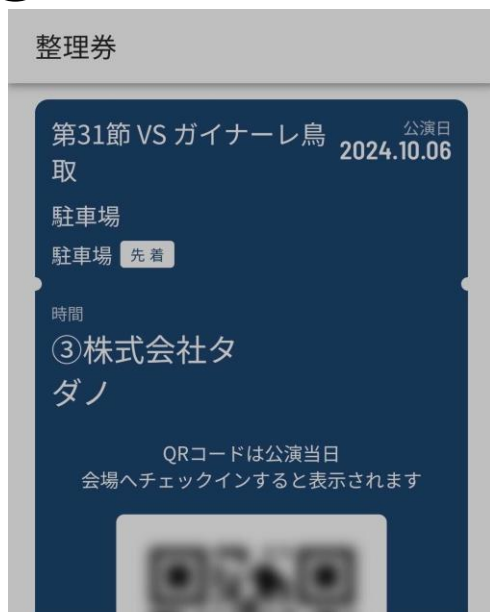 整理券
第31節 VS ガイナーレ鳥
取
公演日
2024.10.06
駐車場
駐車場 先着
時間
③株式会社タ
ダノ
QRコードは公演当日
会場へチェックインすると表示されます